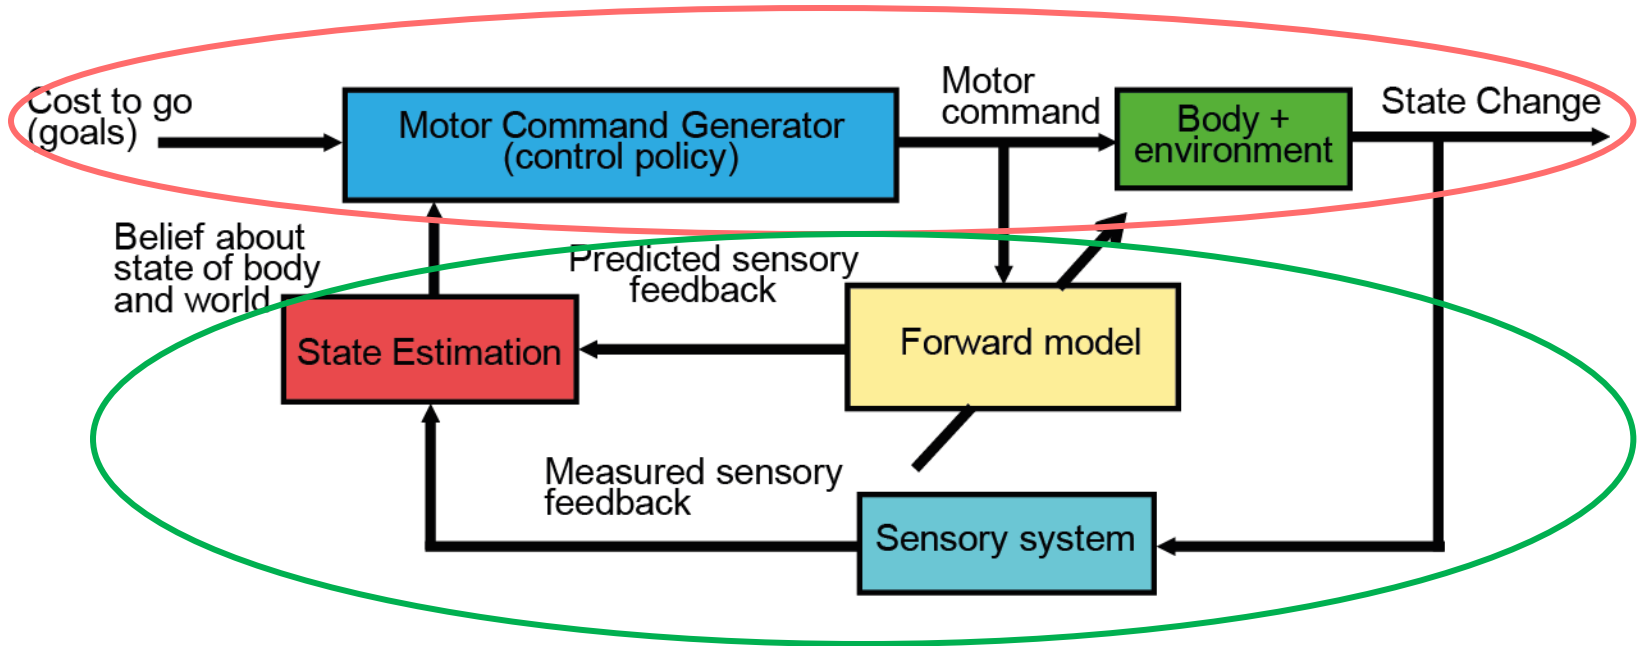 Cost to go
(goals)
Motor Command Generator
(control policy)
Motor
command
Body +
environment
State Change
Belief about
state of body
and world
Predicted sensory
feedback
State Estimation
Forward model
Measured sensory
feedback
Sensory system